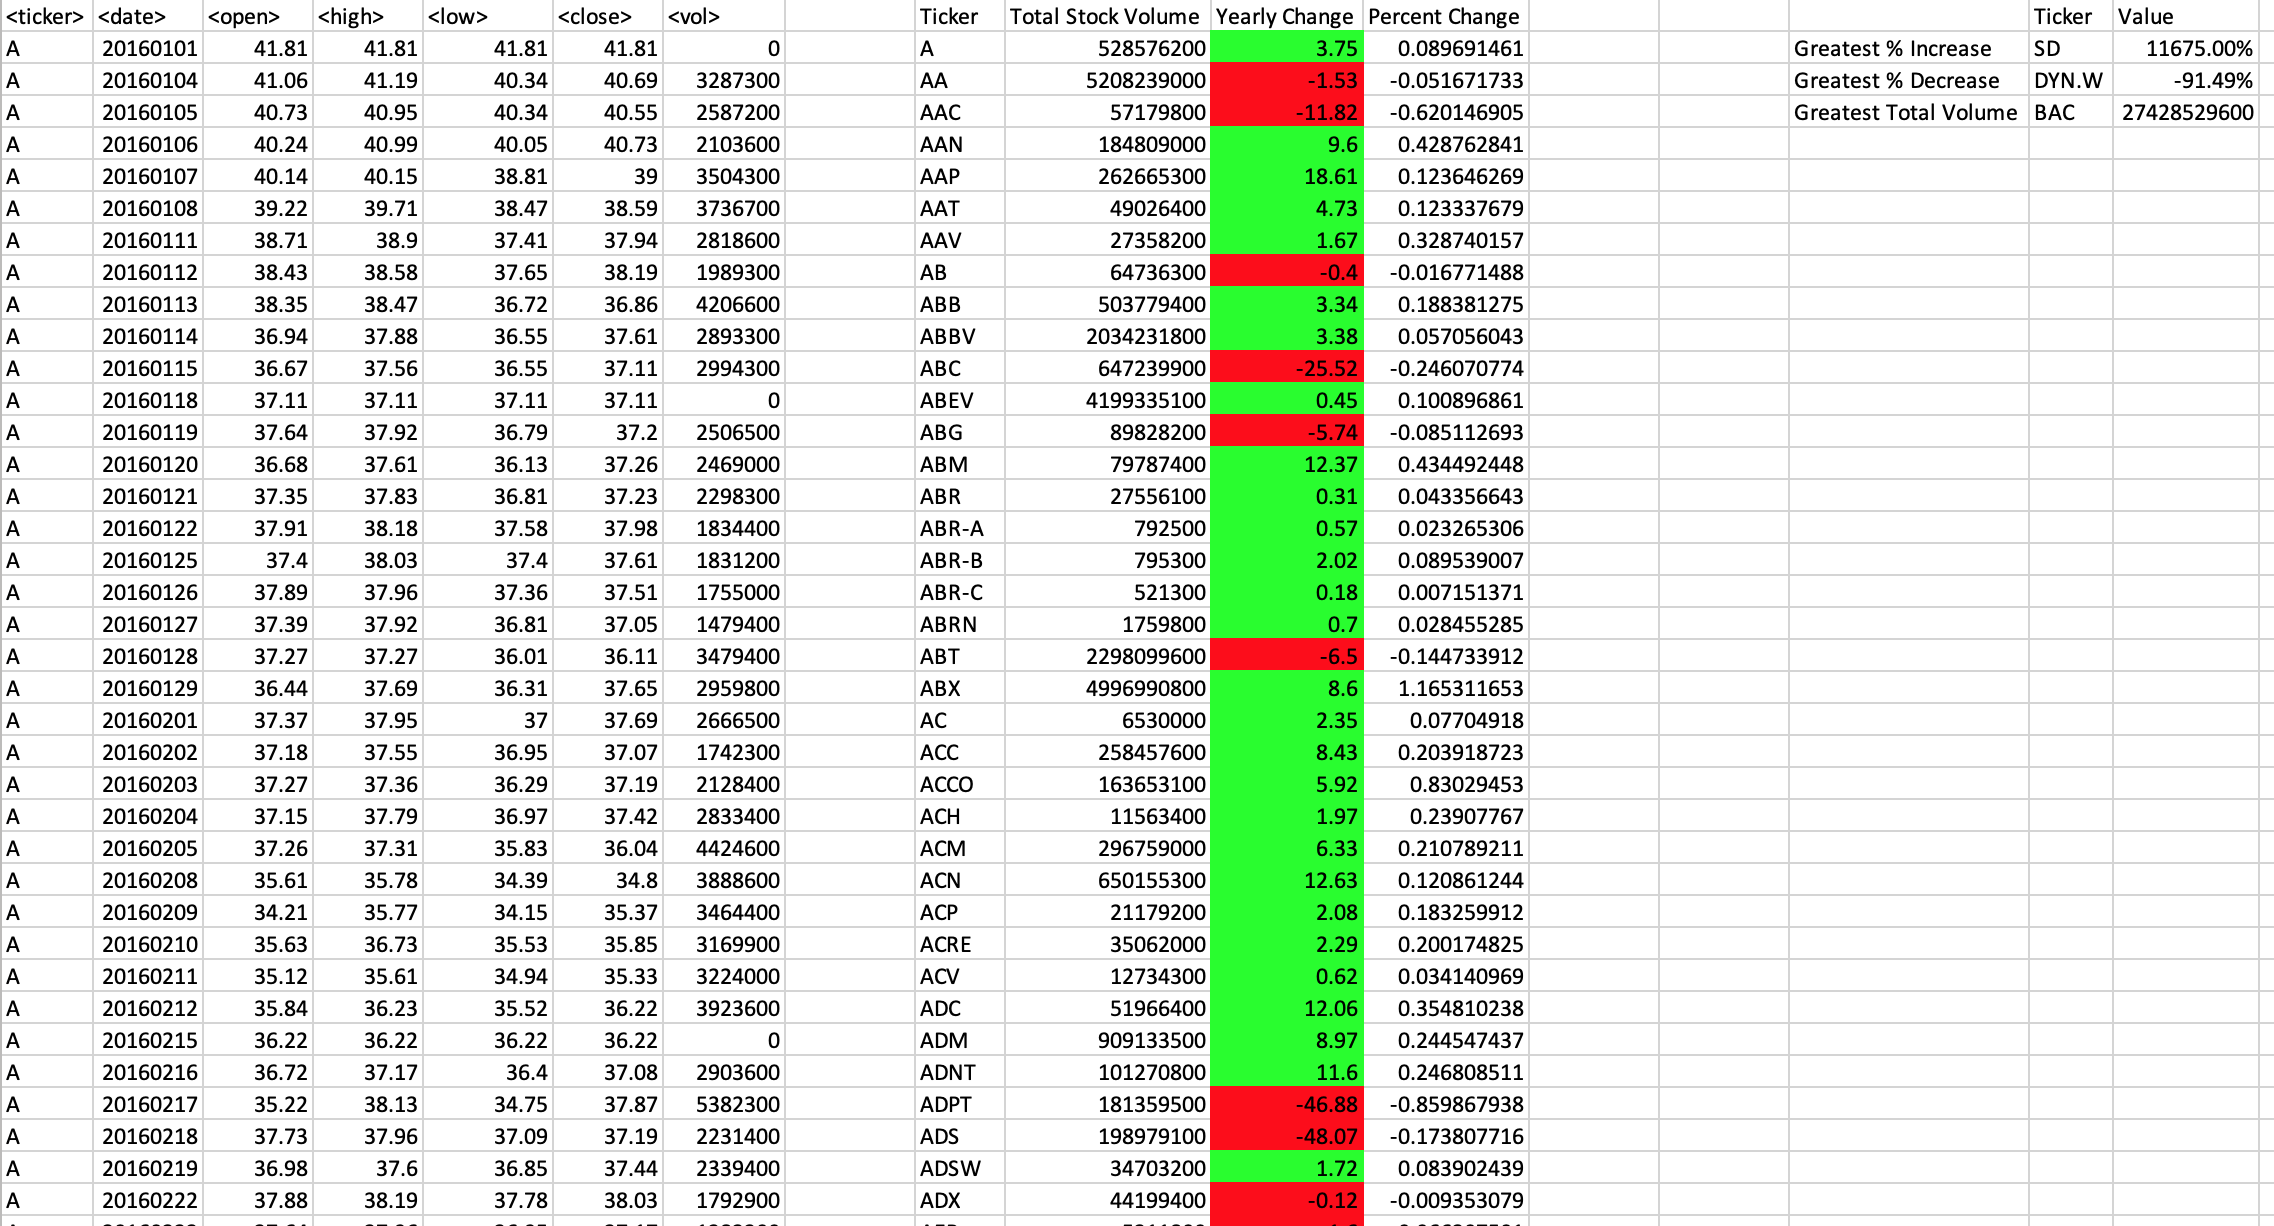 <ticker> <date> <open> <high> <low> <close> <vol> Ticker Total Stock Volume Yearly Change Percent Change Ticker Value
A 20160101 41.81 41.81 41.81 41.81 0 A 528576200 3.75 0.089691461 Greatest % Increase SD 11675.00%
A 20160104 41.06 41.19 40.34 40.69 3287300 AA 5208239000 -1.53 -0.051671733 Greatest % Decrease DYN.W -91.49%
A 20160105 40.73 40.95 40.34 40.55 2587200 AAC 57179800 -11.82 -0.620146905 Greatest Total Volume BAC 27428529600
A 20160106 40.24 40.99 40.05 40.73 2103600 AAN 184809000 9.6 0.428762841
A 20160107 40.14 40.15 38.81 39 3504300 AAP 262665300 18.61 0.123646269
A 20160108 39.22 39.71 38.47 38.59 3736700 AAT 49026400 4.73 0.123337679
A 20160111 38.71 38.9 37.41 37.94 2818600 AAV 27358200 1.67 0.328740157
A 20160112 38.43 38.58 37.65 38.19 1989300 AB 64736300 -0.4 -0.016771488
A 20160113 38.35 38.47 36.72 36.86 4206600 ABB 503779400 3.34 0.188381275
A 20160114 36.94 37.88 36.55 37.61 2893300 ABBV 2034231800 3.38 0.057056043
A 20160115 36.67 37.56 36.55 37.11 2994300 ABC 647239900 -25.52 -0.246070774
A 20160118 37.11 37.11 37.11 37.11 0 ABEV 4199335100 0.45 0.100896861
A 20160119 37.64 37.92 36.79 37.2 2506500 ABG 89828200 -5.74 -0.085112693
A 20160120 36.68 37.61 36.13 37.26 2469000 ABM 79787400 12.37 0.434492448
A 20160121 37.35 37.83 36.81 37.23 2298300 ABR 27556100 0.31 0.043356643
A 20160122 37.91 38.18 37.58 37.98 1834400 ABR-A 792500 0.57 0.023265306
A 20160125 37.4 38.03 37.4 37.61 1831200 ABR-B 795300 2.02 0.089539007
A 20160126 37.89 37.96 37.36 37.51 1755000 ABR-C 521300 0.18 0.007151371
A 20160127 37.39 37.92 36.81 37.05 1479400 ABRN 1759800 0.7 0.028455285
A 20160128 37.27 37.27 36.01 36.11 3479400 ABT 2298099600 -6.5 -0.144733912
A 20160129 36.44 37.69 36.31 37.65 2959800 ABX 4996990800 8.6 1.165311653
A 20160201 37.37 37.95 37 37.69 2666500 AC 6530000 2.35 0.07704918
A 20160202 37.18 37.55 36.95 37.07 1742300 ACC 258457600 8.43 0.203918723
A 20160203 37.27 37.36 36.29 37.19 2128400 ACCO 163653100 5.92 0.83029453
A 20160204 37.15 37.79 36.97 37.42 2833400 ACH 11563400 1.97 0.23907767
A 20160205 37.26 37.31 35.83 36.04 4424600 ACM 296759000 6.33 0.210789211
A 20160208 35.61 35.78 34.39 34.8 3888600 ACN 650155300 12.63 0.120861244
A 20160209 34.21 35.77 34.15 35.37 3464400 ACP 21179200 2.08 0.183259912
A 20160210 35.63 36.73 35.53 35.85 3169900 ACRE 35062000 2.29 0.200174825
A 20160211 35.12 35.61 34.94 35.33 3224000 ACV 12734300 0.62 0.034140969
A 20160212 35.84 36.23 35.52 36.22 3923600 ADC 51966400 12.06 0.354810238
A 20160215 36.22 36.22 36.22 36.22 0 ADM 909133500 8.97 0.244547437
A 20160216 36.72 37.17 36.4 37.08 2903600 ADNT 101270800 11.6 0.246808511
A 20160217 35.22 38.13 34.75 37.87 5382300 ADPT 181359500 -46.88 -0.859867938
A 20160218 37.73 37.96 37.09 37.19 2231400 ADS 198979100 -48.07 -0.173807716
A 20160219 36.98 37.6 36.85 37.44 2339400 ADSW 34703200 1.72 0.083902439
A 20160222 37.88 38.19 37.78 38.03 1792900 ADX 44199400 -0.12 -0.009353079